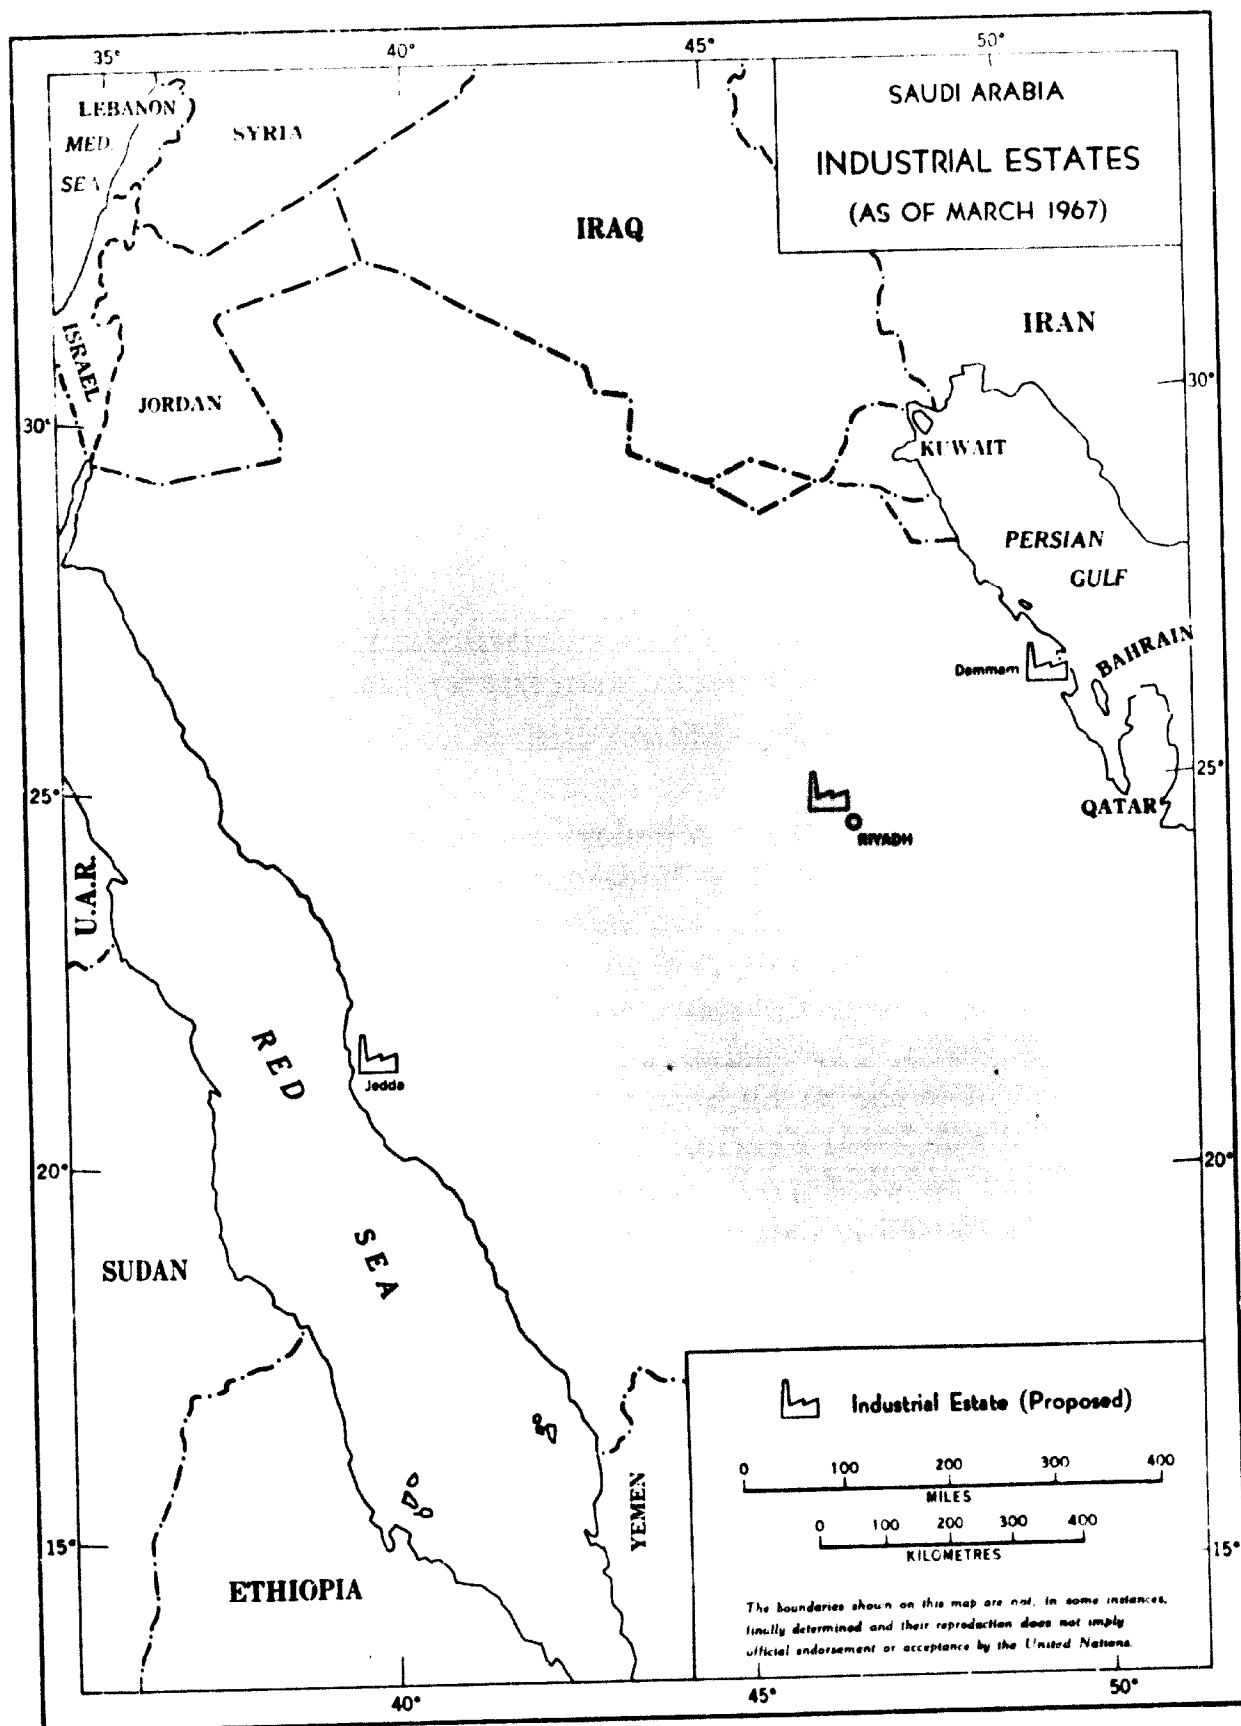 35°
40°
45°
50°
SAUDI ARABIA
INDUSTRIAL ESTATES
(AS OF MARCH 1967)
LEBANON
MED.
SEA
SYRIA
IRAQ
IRAN
ISRAEL
JORDAN
30°
30°
KUWAIT
PERSIAN
GULF
Dammam
BAHRAIN
25°
25°
QATAR
RIYADH
U.A.R.
RED
SEA
Jedda
20°
20°
SUDAN
Industrial Estate (Proposed)
0 100 200 300 400
MILES
0 100 200 300 400
KILOMETRES
YEMEN
15°
15°
ETHIOPIA
The boundaries shown on this map are not, in some instances,
finally determined and their reproduction does not imply
official endorsement or acceptance by the United Nations.
40°
45°
50°